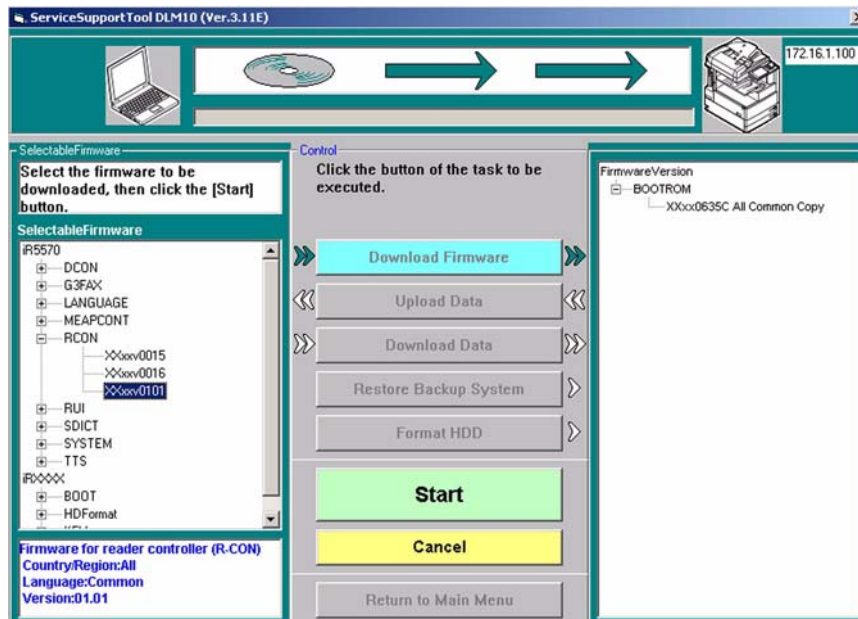 ServiceSupportTool DLM10 (Ver.3.11E)
172.16.1.100
SelectableFirmware
Select the firmware to be
downloaded, then click the [Start]
button.
SelectableFirmware
iR5570
DCON
G3FAX
LANGUAGE
MEAPCONT
RCON
XXxxv0015
XXxxv0016
XXxxv0101
RUI
SDICT
SYSTEM
TTS
iRXXXX
BOOT
HDFormat
Firmware for reader controller (R-CON)
Country/Region:All
Language:Common
Version:01.01
Control
Click the button of the task to be
executed.
Download Firmware
Upload Data
Download Data
Restore Backup System
Format HDD
Start
Cancel
Return to Main Menu
FirmwareVersion
BOOTROM
XXxx0635C All Common Copy